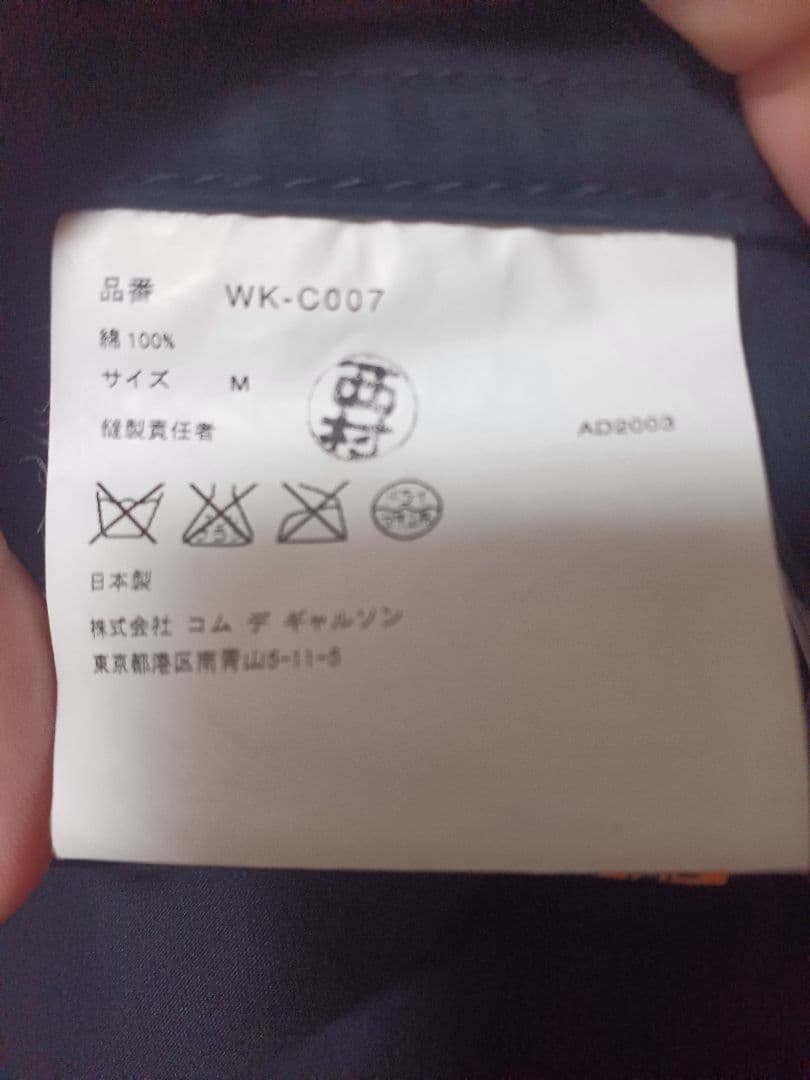 品番 WK-C007
綿 100%
サイズ M
西村
縫製責任者
AD2003
日本製
株式会社 コム デ ギャルソン
東京都港区南青山5-11-5